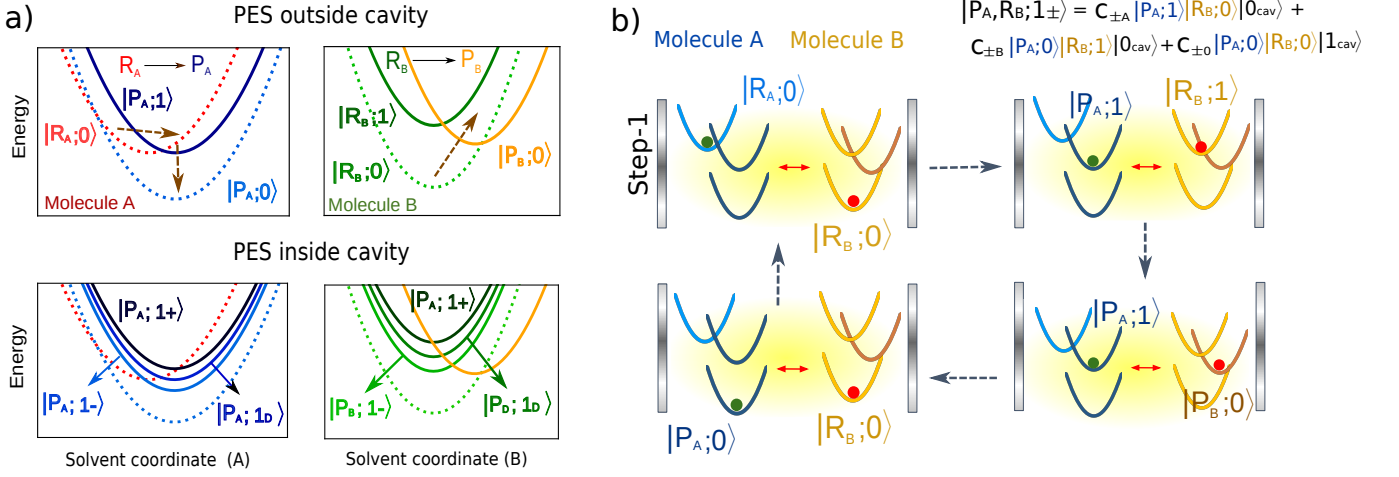 a)
PES outside cavity
Energy
R_A → P_A
|P_A;1⟩
|R_A;0⟩
|P_A;0⟩
Molecule A
R_B → P_B
|R_B;1⟩
|R_B;0⟩
|P_B;0⟩
Molecule B
PES inside cavity
Energy
|P_A; 1+⟩
|P_A; 1-⟩
|P_A; 1_D⟩
Solvent coordinate (A)
|P_A; 1+⟩
|P_B; 1-⟩
|P_D; 1_D⟩
Solvent coordinate (B)
b)
|P_A,R_B;1±⟩ = C_±A |P_A;1⟩|R_B;0⟩|0_cav⟩ +
C_±B |P_A;0⟩|R_B;1⟩|0_cav⟩ + C_±0 |P_A;0⟩|R_B;0⟩|1_cav⟩
Molecule A
Molecule B
Step-1
|R_A;0⟩
|R_B;0⟩
|P_A;1⟩
|R_B;1⟩
|P_A;0⟩
|R_B;0⟩
|P_A;1⟩
|P_B;0⟩